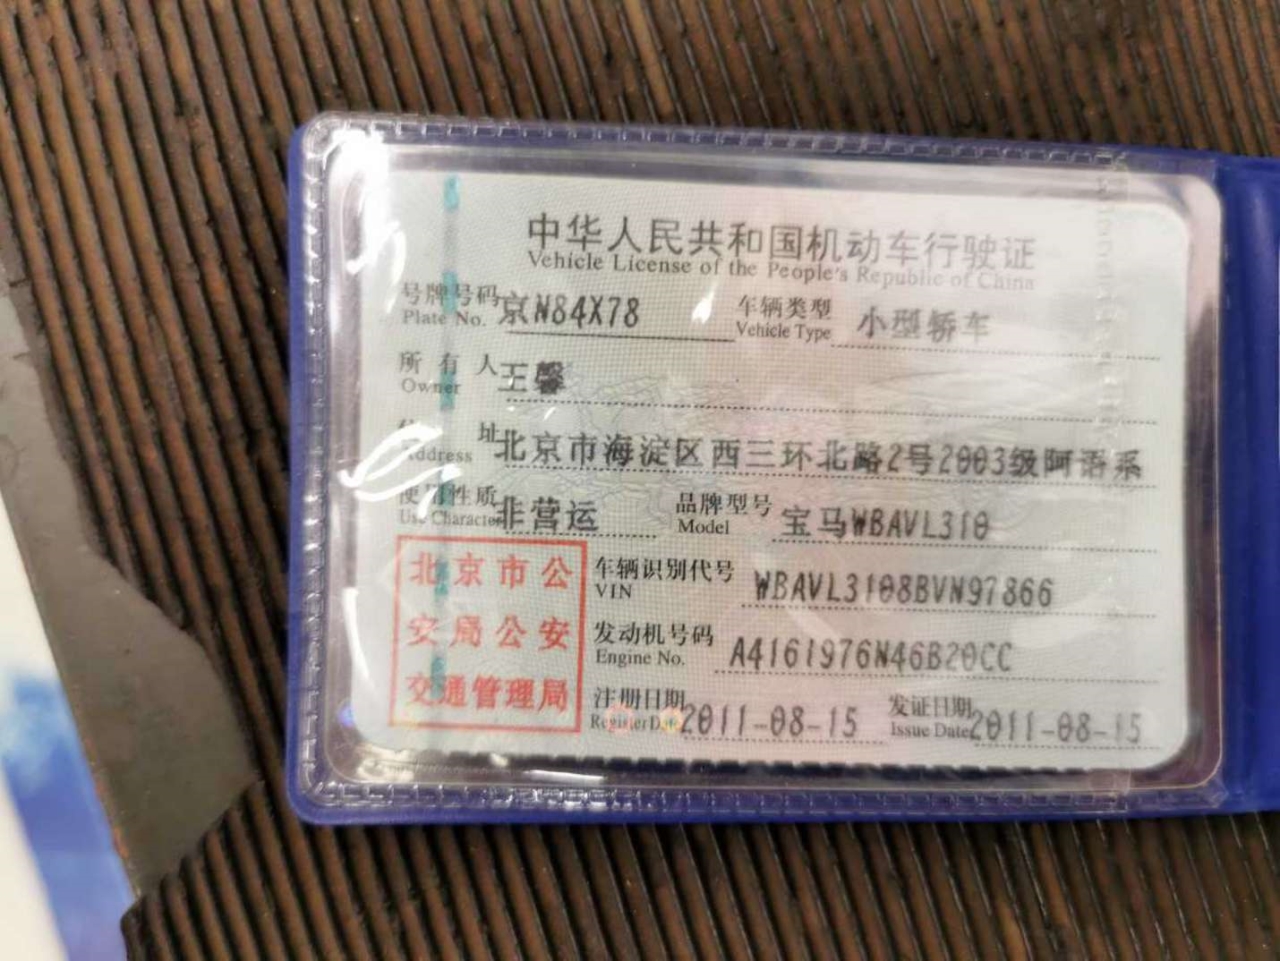 中华人民共和国机动车行驶证
Vehicle License of the People's Republic of China
号牌号码 京N84X78 车辆类型 小型轿车
Plate No. Vehicle Type
所有人 王馨
Owner
住址 北京市海淀区西三环北路2号2003级阿语系
Address
使用性质 非营运 品牌型号 宝马WBAVL310
Use Character Model
北京市公
安局公安
交通管理局
车辆识别代号 WBAVL3108BVN97866
VIN
发动机号码 A4161976N46B20CC
Engine No.
注册日期 2011-08-15 发证日期 2011-08-15
Register Date Issue Date